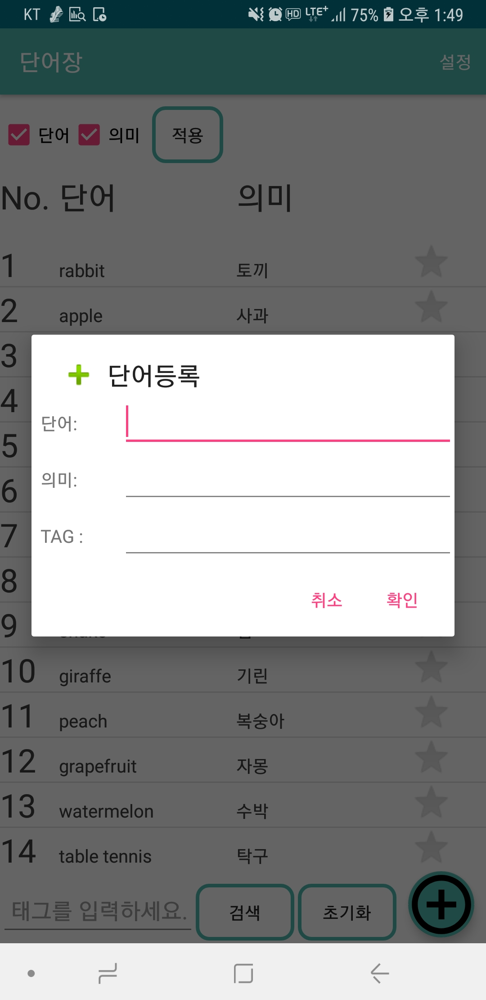 KT HD LTE+ 75% 오후 1:49
단어장 설정
단어 의미 적용
No. 단어 의미
1 rabbit 토끼
2 apple 사과
3
단어등록
4
단어:
5
6 의미:
7 TAG :
8
취소 확인
9
10 giraffe 기린
11 peach 복숭아
12 grapefruit 자몽
13 watermelon 수박
14 table tennis 탁구
태그를 입력하세요. 검색 초기화